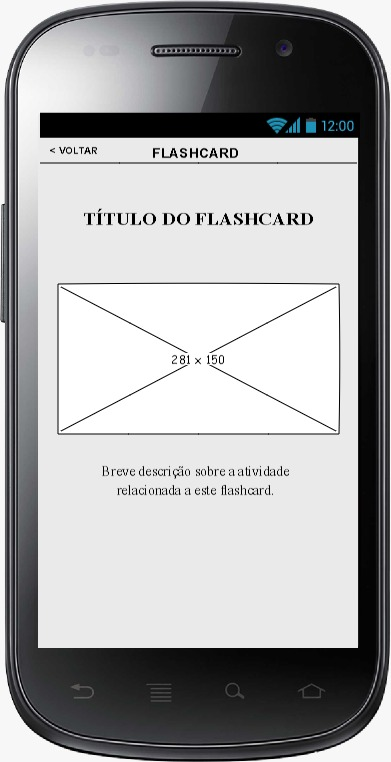 12:00
< VOLTAR FLASHCARD
TÍTULO DO FLASHCARD
281 × 150
Breve descrição sobre a atividade
relacionada a este flashcard.